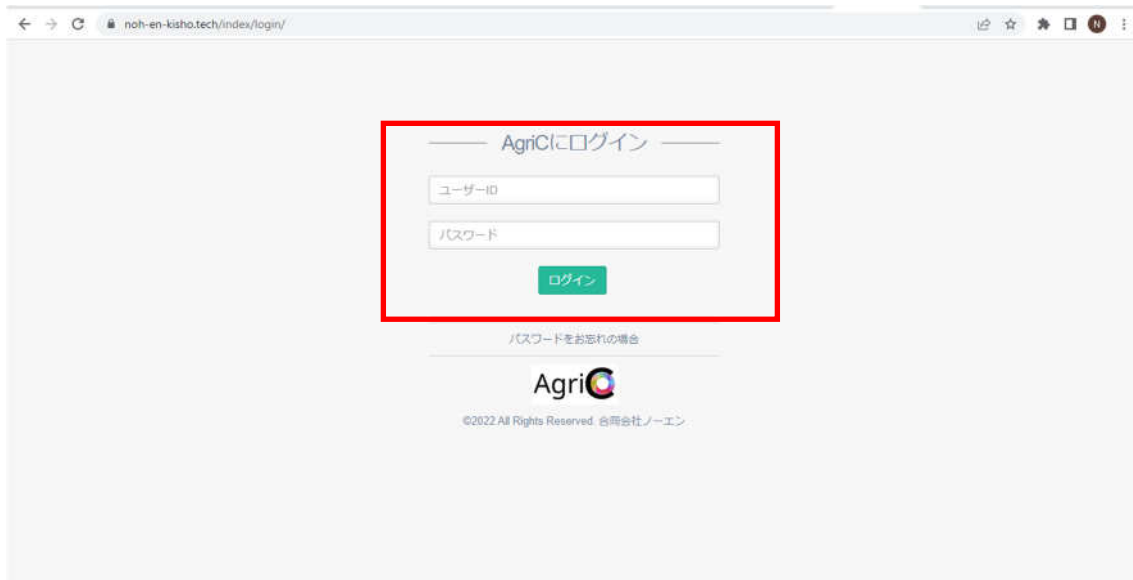 noh-en-kisho.tech/index/login/
N
AgriCにログイン
ユーザーID
パスワード
ログイン
パスワードをお忘れの場合
AgriC
©2022 All Rights Reserved. 合同会社ノーエン